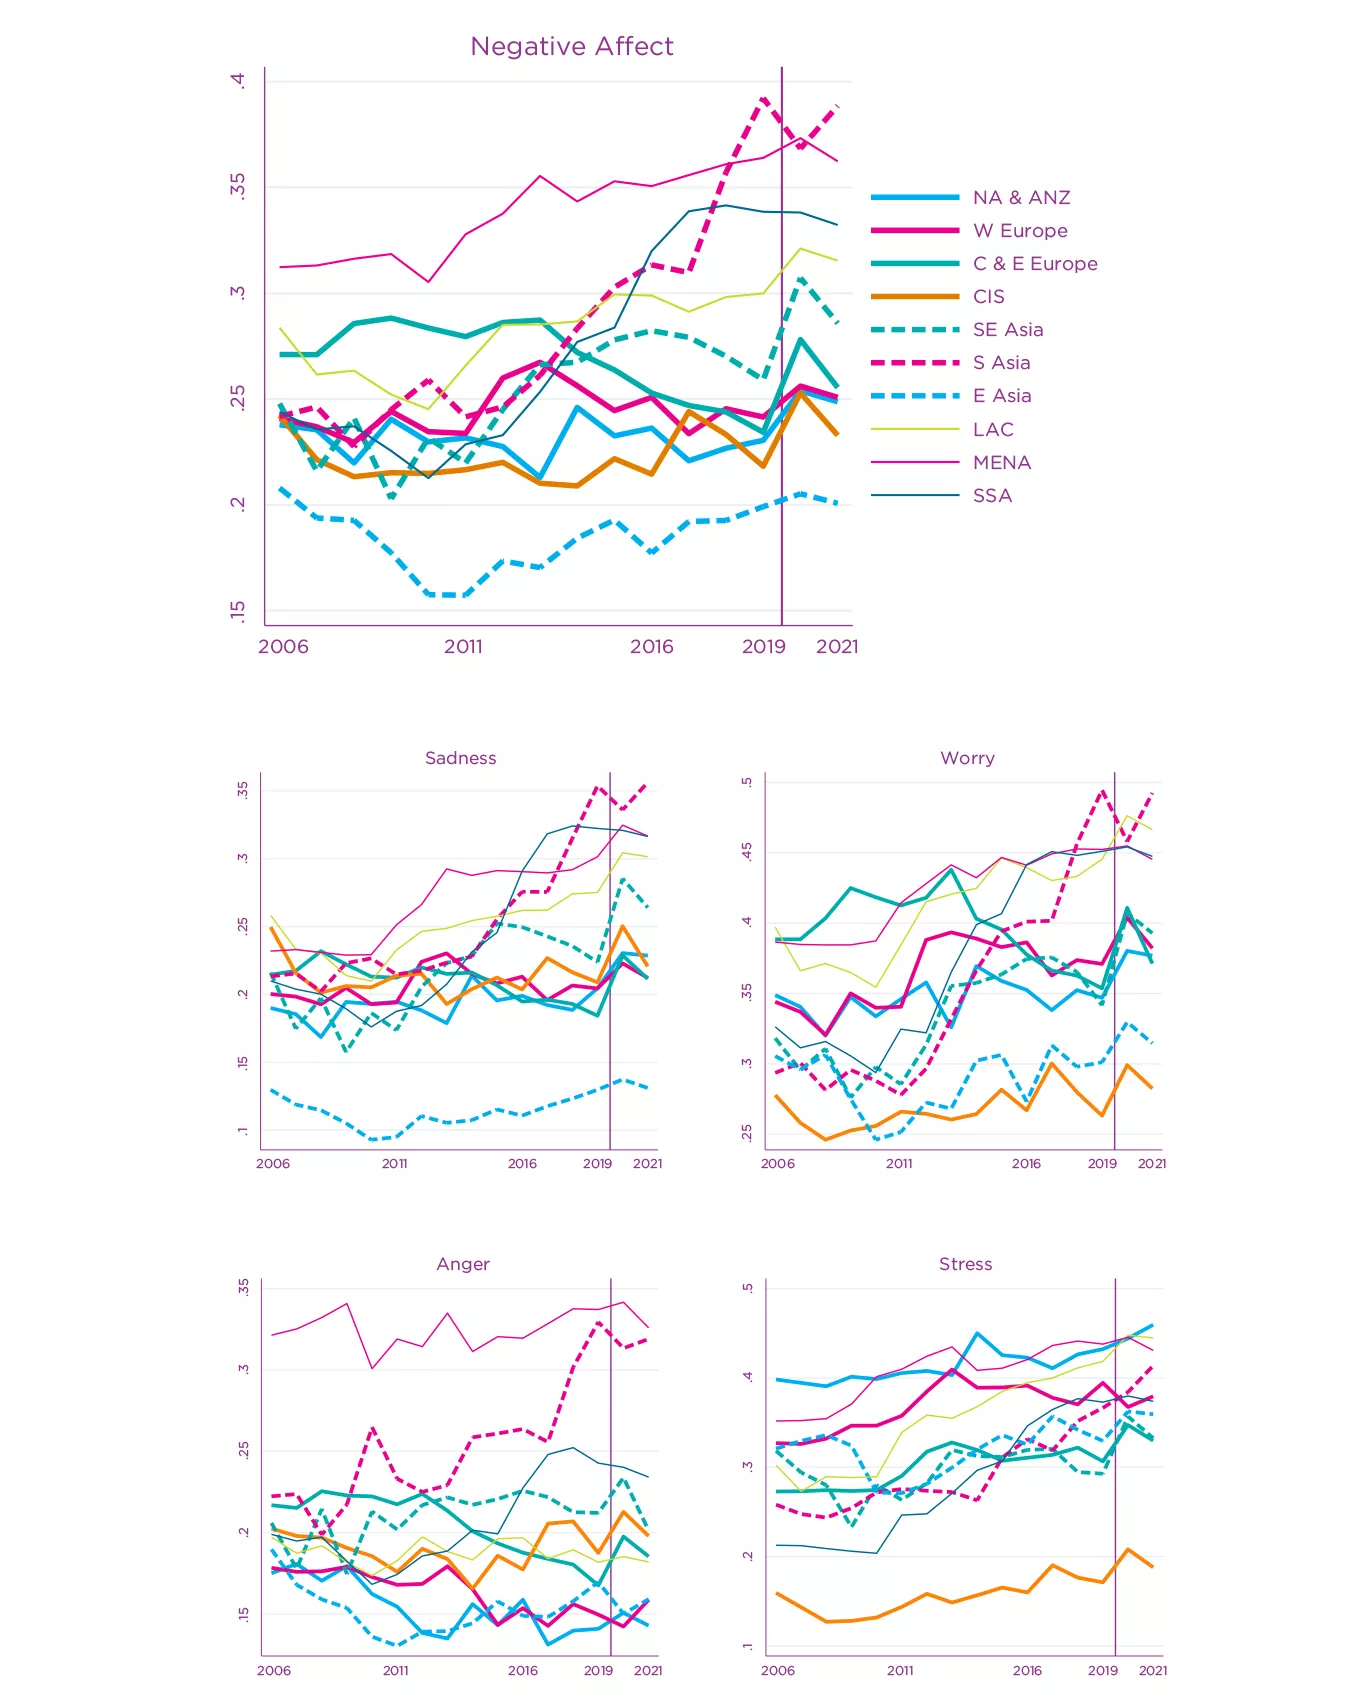 Negative Affect
.4
.35
.3
.25
.2
.15
2006 2011 2016 2019 2021
NA & ANZ
W Europe
C & E Europe
CIS
SE Asia
S Asia
E Asia
LAC
MENA
SSA
Sadness
.35
.3
.25
.2
.15
.1
2006 2011 2016 2019 2021
Worry
.5
.45
.4
.35
.3
.25
2006 2011 2016 2019 2021
Anger
.35
.3
.25
.2
.15
2006 2011 2016 2019 2021
Stress
.5
.4
.3
.2
.1
2006 2011 2016 2019 2021